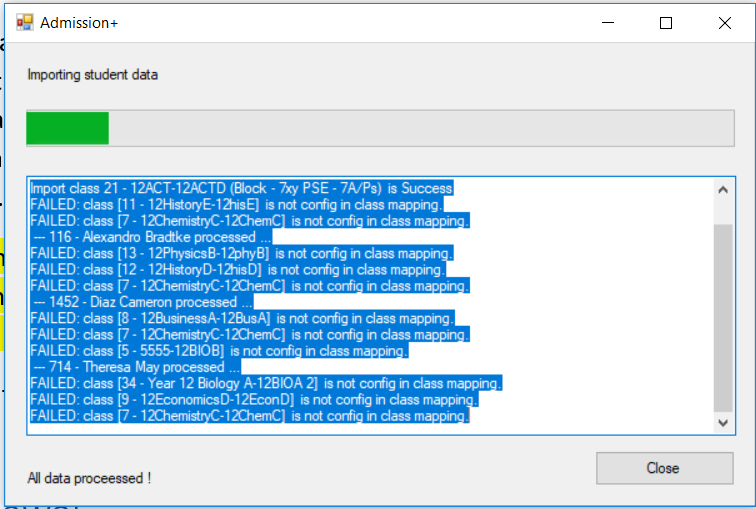 Admission+
Importing student data
Import class 21 - 12ACT-12ACTD (Block - 7xy PSE - 7A/Ps) is Success
FAILED: class [11 - 12HistoryE-12hisE] is not config in class mapping.
FAILED: class [7 - 12ChemistryC-12ChemC] is not config in class mapping.
--- 116 - Alexandro Bradtke processed ...
FAILED: class [13 - 12PhysicsB-12phyB] is not config in class mapping.
FAILED: class [12 - 12HistoryD-12hisD] is not config in class mapping.
FAILED: class [7 - 12ChemistryC-12ChemC] is not config in class mapping.
--- 1452 - Diaz Cameron processed ...
FAILED: class [8 - 12BusinessA-12BusA] is not config in class mapping.
FAILED: class [7 - 12ChemistryC-12ChemC] is not config in class mapping.
FAILED: class [5 - 5555-12BIOB] is not config in class mapping.
--- 714 - Theresa May processed ...
FAILED: class [34 - Year 12 Biology A-12BIOA 2] is not config in class mapping.
FAILED: class [9 - 12EconomicsD-12EconD] is not config in class mapping.
FAILED: class [7 - 12ChemistryC-12ChemC] is not config in class mapping.
All data proceessed !
Close